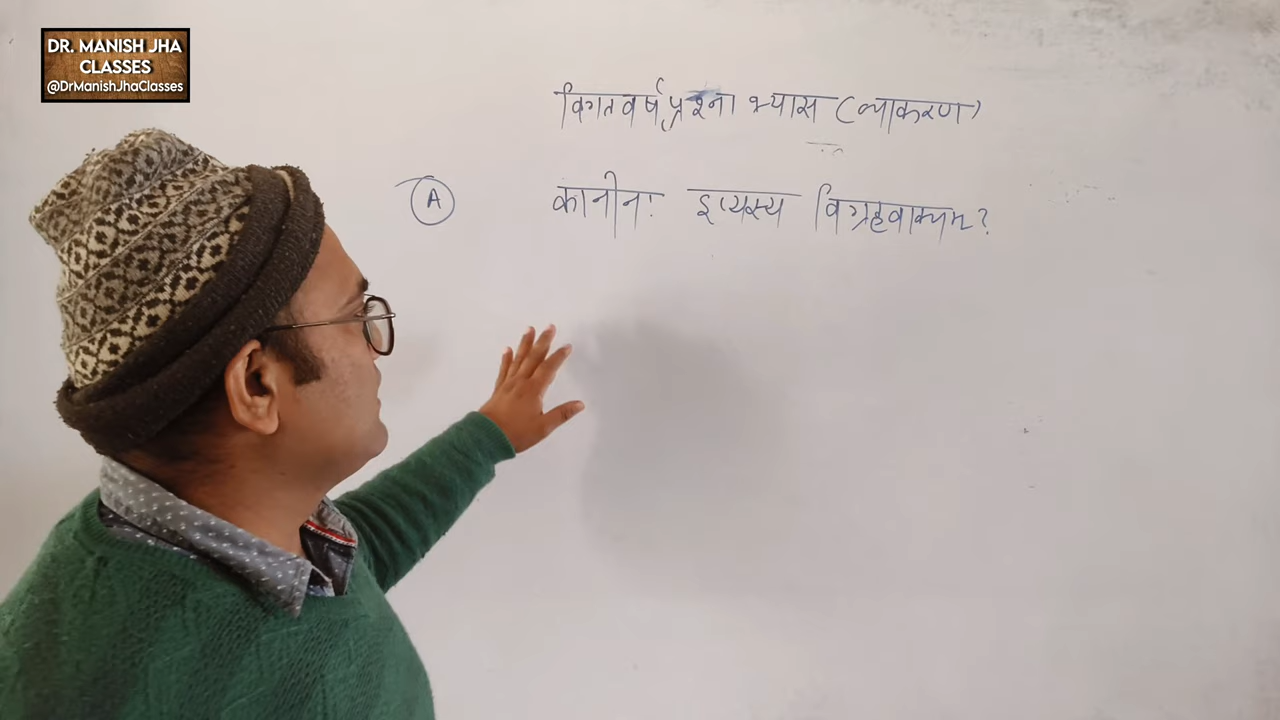 DR. MANISH JHA
CLASSES
@DrManishJhaClasses
विगतवर्षप्रश्नाभ्यास (व्याकरण)
A कानीनः इत्यस्य विग्रहवाक्यम्?